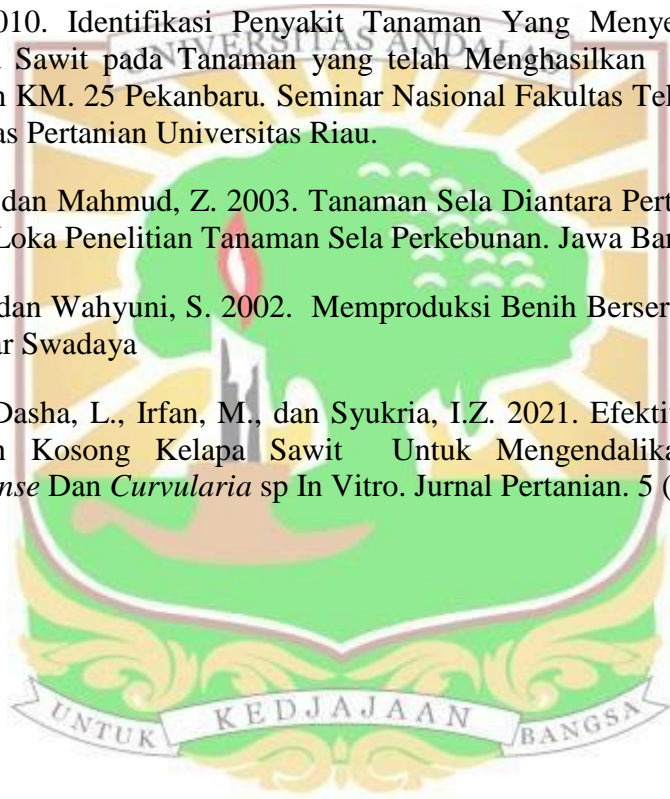 010. Identifikasi Penyakit Tanaman Yang Menye
UNIVERSITAS ANDALAS
Sawit pada Tanaman yang telah Menghasilkan
KM. 25 Pekanbaru. Seminar Nasional Fakultas Te
as Pertanian Universitas Riau.
dan Mahmud, Z. 2003. Tanaman Sela Diantara Pert
Loka Penelitian Tanaman Sela Perkebunan. Jawa Bar
dan Wahyuni, S. 2002. Memproduksi Benih Berser
ar Swadaya
Dasha, L., Irfan, M., dan Syukria, I.Z. 2021. Efekti
Kosong Kelapa Sawit Untuk Mengendalika
nse Dan Curvularia sp In Vitro. Jurnal Pertanian. 5 (
UNTUK KEDJAJAAN BANGSA